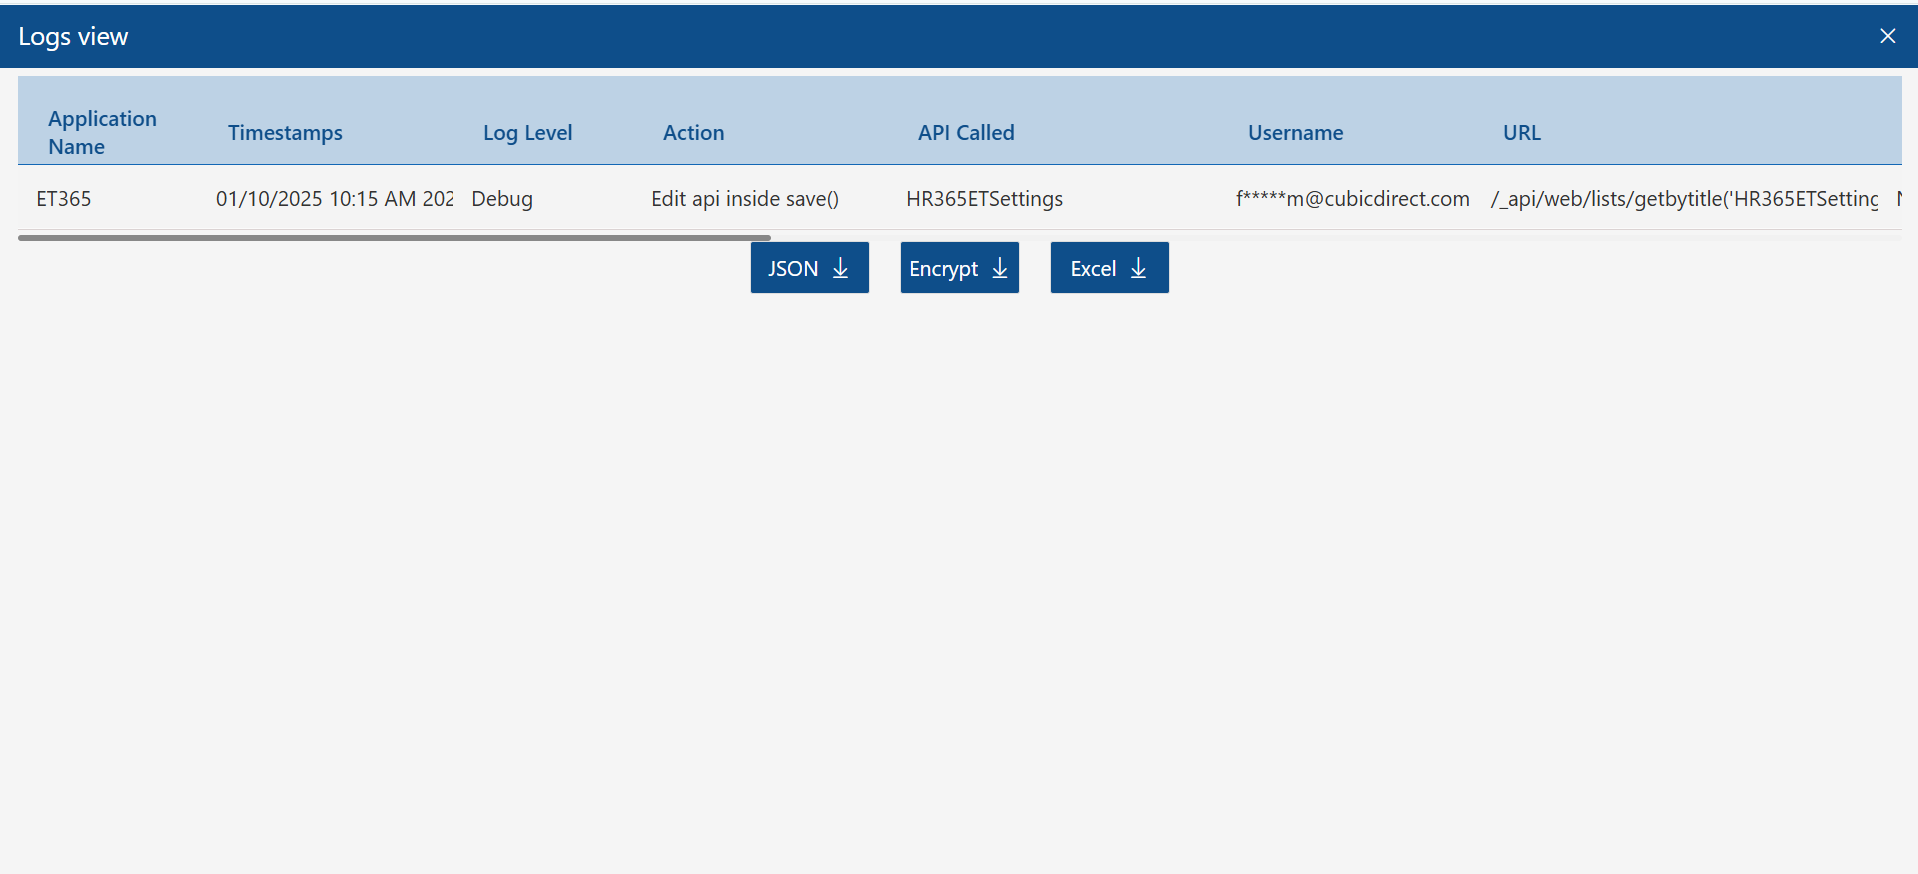 Logs view
Application Name Timestamps Log Level Action API Called Username URL
ET365 01/10/2025 10:15 AM 202 Debug Edit api inside save() HR365ETSettings f*****m@cubicdirect.com /_api/web/lists/getbytitle('HR365ETSetting
JSON Encrypt Excel